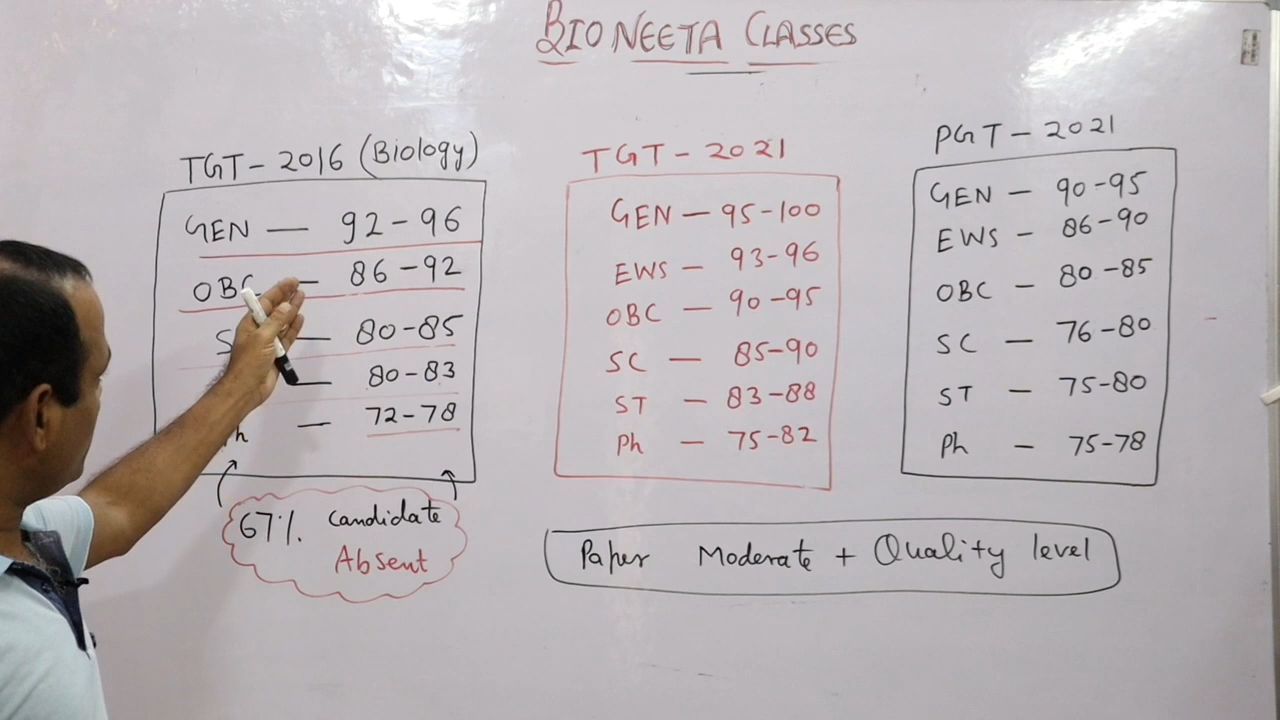 BIO NEETA CLASSES
TGT - 2016 (Biology)
GEN — 92-96
OBC — 86-92
— 80-85
— 80-83
Ph — 72-78
67%. Candidate
Absent
TGT - 2021
GEN — 95-100
EWS — 93-96
OBC — 90-95
SC — 85-90
ST — 83-88
Ph — 75-82
PGT - 2021
GEN — 90-95
EWS — 86-90
OBC — 80-85
SC — 76-80
ST — 75-80
Ph — 75-78
Paper Moderate + Quality level